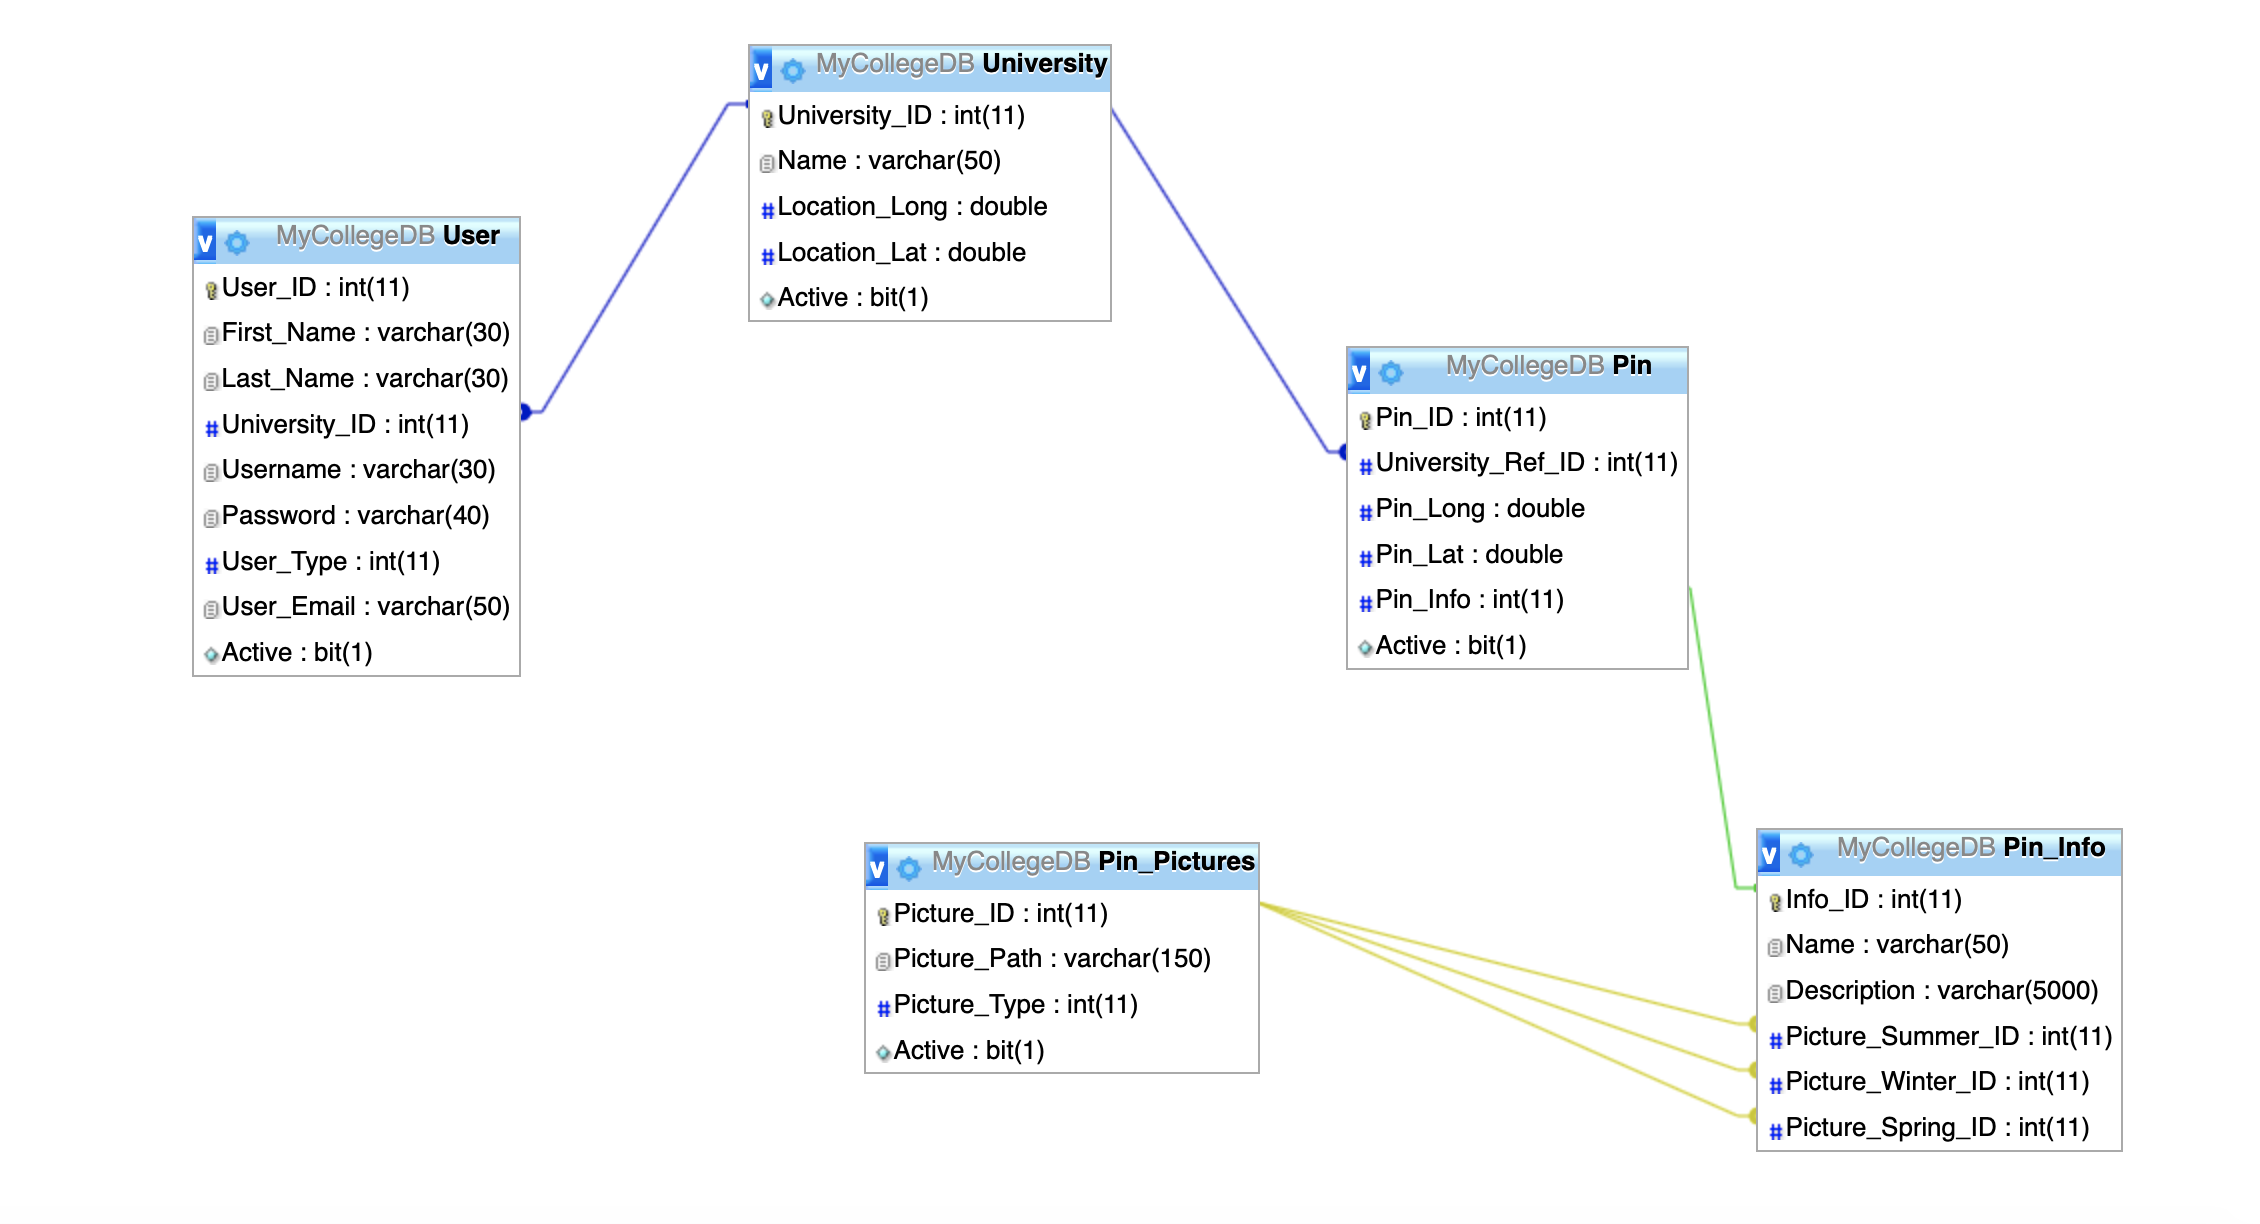 v MyCollegeDB University
University_ID : int(11)
Name : varchar(50)
# Location_Long : double
# Location_Lat : double
Active : bit(1)
v MyCollegeDB User
User_ID : int(11)
First_Name : varchar(30)
Last_Name : varchar(30)
# University_ID : int(11)
Username : varchar(30)
Password : varchar(40)
# User_Type : int(11)
User_Email : varchar(50)
Active : bit(1)
v MyCollegeDB Pin
Pin_ID : int(11)
# University_Ref_ID : int(11)
# Pin_Long : double
# Pin_Lat : double
# Pin_Info : int(11)
Active : bit(1)
v MyCollegeDB Pin_Pictures
Picture_ID : int(11)
Picture_Path : varchar(150)
# Picture_Type : int(11)
Active : bit(1)
v MyCollegeDB Pin_Info
Info_ID : int(11)
Name : varchar(50)
Description : varchar(5000)
# Picture_Summer_ID : int(11)
# Picture_Winter_ID : int(11)
# Picture_Spring_ID : int(11)